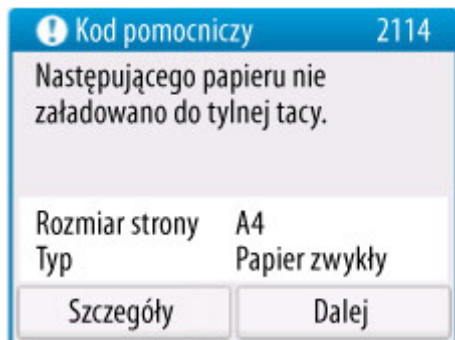 Kod pomocniczy 2114
Następującego papieru nie
załadowano do tylnej tacy.
Rozmiar strony A4
Typ Papier zwykły
Szczegóły Dalej